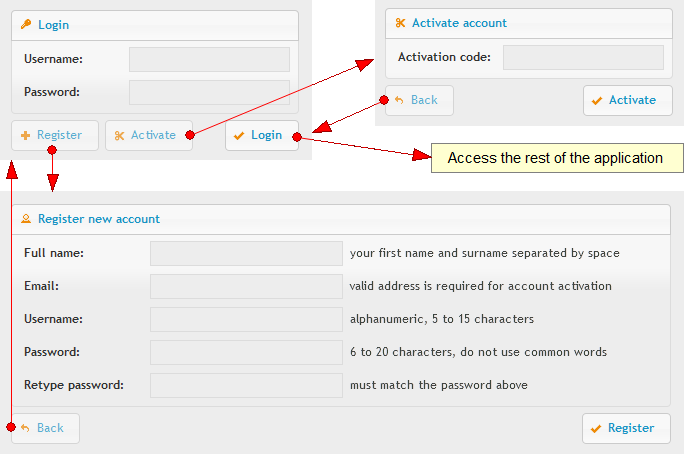 Login
Username:
Password:
Register
Activate
Login
Activate account
Activation code:
Back
Activate
Access the rest of the application
Register new account
Full name: your first name and surname separated by space
Email: valid address is required for account activation
Username: alphanumeric, 5 to 15 characters
Password: 6 to 20 characters, do not use common words
Retype password: must match the password above
Back
Register